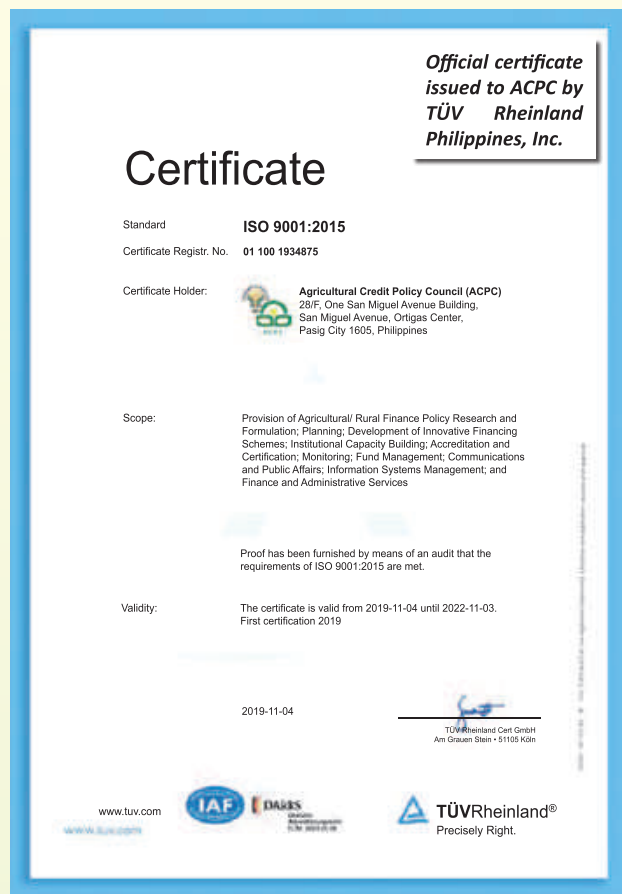 Official certificate
issued to ACPC by
TÜV Rheinland
Philippines, Inc.
Certificate
Standard ISO 9001:2015
Certificate Registr. No. 01 100 1934875
Certificate Holder: Agricultural Credit Policy Council (ACPC)
28/F, One San Miguel Avenue Building,
San Miguel Avenue, Ortigas Center,
Pasig City 1605, Philippines
Scope: Provision of Agricultural/ Rural Finance Policy Research and
Formulation; Planning; Development of Innovative Financing
Schemes; Institutional Capacity Building; Accreditation and
Certification; Monitoring; Fund Management; Communications
and Public Affairs; Information Systems Management; and
Finance and Administrative Services
Proof has been furnished by means of an audit that the
requirements of ISO 9001:2015 are met.
Validity: The certificate is valid from 2019-11-04 until 2022-11-03.
First certification 2019
2019-11-04
TÜV Rheinland Cert GmbH
Am Grauen Stein • 51105 Köln
www.tuv.com
www.tuv.com
IAF
DAkkS
TÜVRheinland®
Precisely Right.